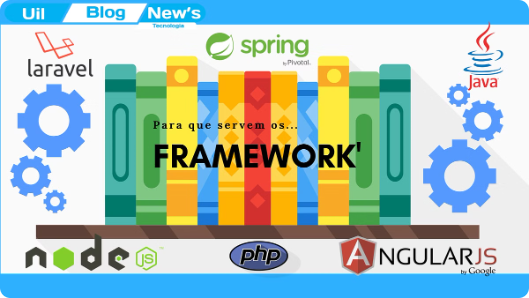 Uil Blog New's
Tecnologia
laravel
spring
by Pivotal.
Java
Para que servem os...
FRAMEWORK'
node
JS
php
ANGULARJS
by Google